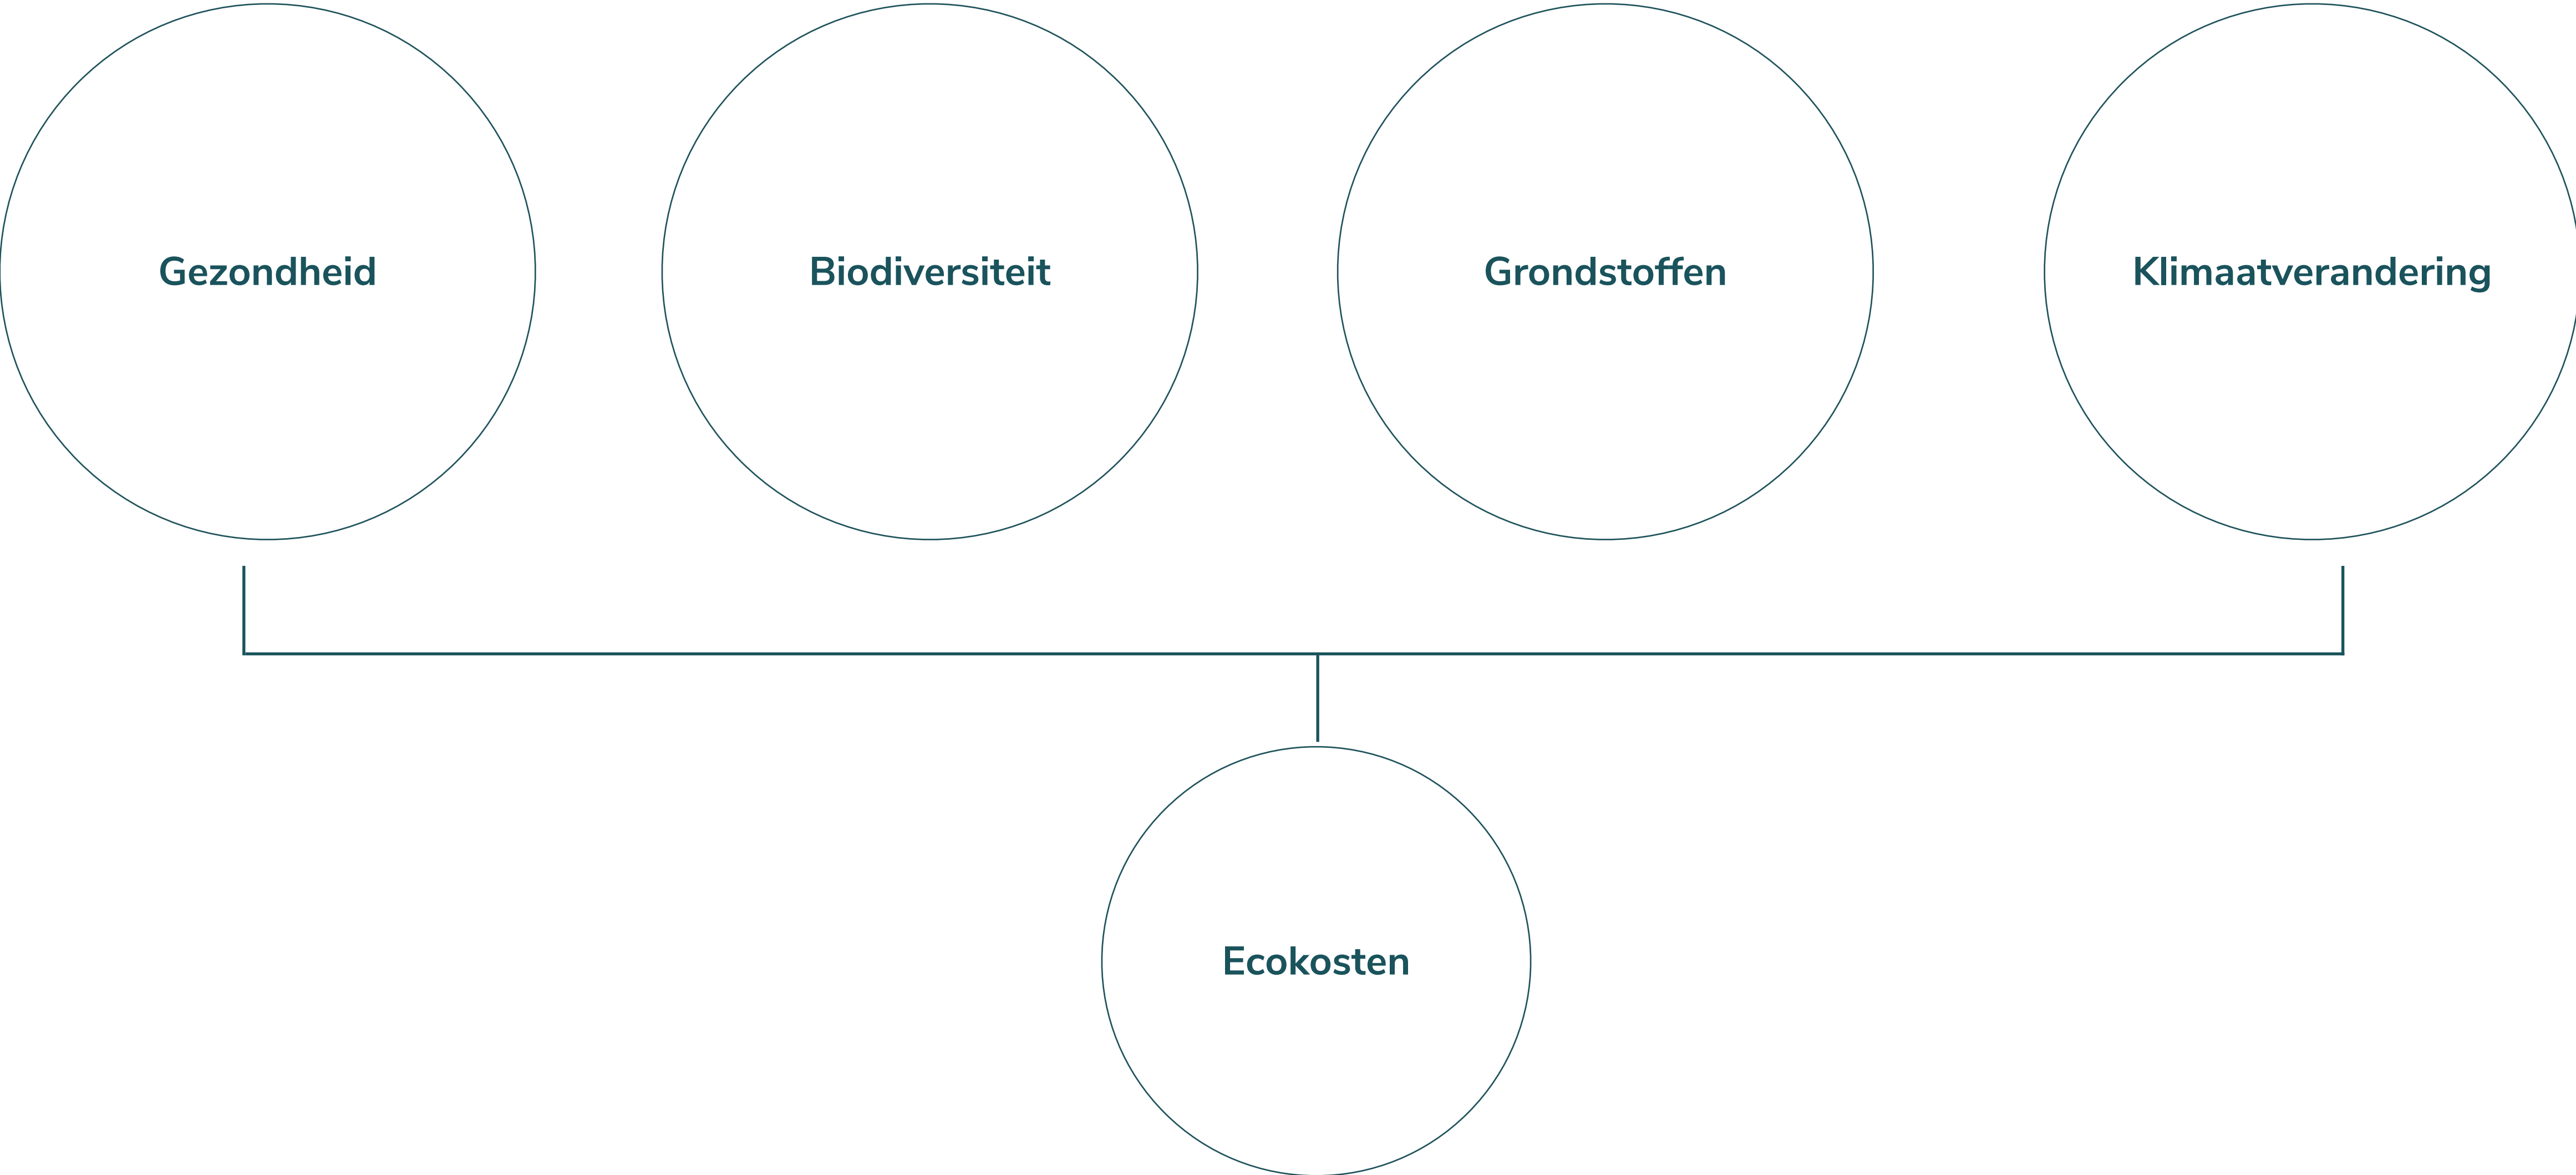 Gezondheid
Biodiversiteit
Grondstoffen
Klimaatverandering
Ecokosten